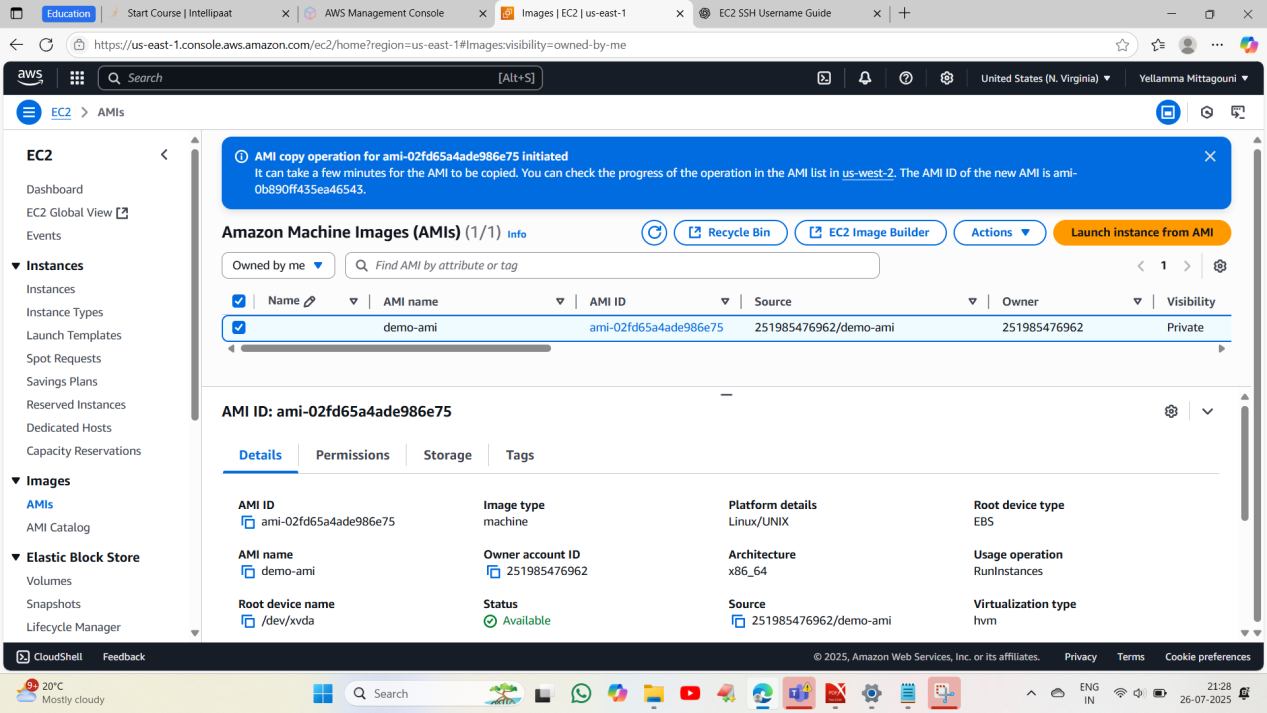 Education
Start Course | Intellipaat
AWS Management Console
Images | EC2 | us-east-1
EC2 SSH Username Guide
https://us-east-1.console.aws.amazon.com/ec2/home?region=us-east-1#Images:visibility=owned-by-me
aws
Search
[Alt+S]
United States (N. Virginia)
Yellamma Mittagouni
EC2 > AMIs
EC2
Dashboard
EC2 Global View
Events
Instances
Instances
Instance Types
Launch Templates
Spot Requests
Savings Plans
Reserved Instances
Dedicated Hosts
Capacity Reservations
Images
AMIs
AMI Catalog
Elastic Block Store
Volumes
Snapshots
Lifecycle Manager
AMI copy operation for ami-02fd65a4ade986e75 initiated
It can take a few minutes for the AMI to be copied. You can check the progress of the operation in the AMI list in us-west-2. The AMI ID of the new AMI is ami-
0b890ff435ea46543.
Amazon Machine Images (AMIs) (1/1) Info
Recycle Bin
EC2 Image Builder
Actions
Launch instance from AMI
Owned by me
Find AMI by attribute or tag
1
Name AMI name AMI ID Source Owner Visibility
demo-ami ami-02fd65a4ade986e75 251985476962/demo-ami 251985476962 Private
AMI ID: ami-02fd65a4ade986e75
Details Permissions Storage Tags
AMI ID Image type Platform details Root device type
ami-02fd65a4ade986e75 machine Linux/UNIX EBS
AMI name Owner account ID Architecture Usage operation
demo-ami 251985476962 x86_64 RunInstances
Root device name Status Source Virtualization type
/dev/xvda Available 251985476962/demo-ami hvm
CloudShell Feedback © 2025, Amazon Web Services, Inc. or its affiliates. Privacy Terms Cookie preferences
9+
20°C
Mostly cloudy
Search
ENG
IN
21:28
26-07-2025